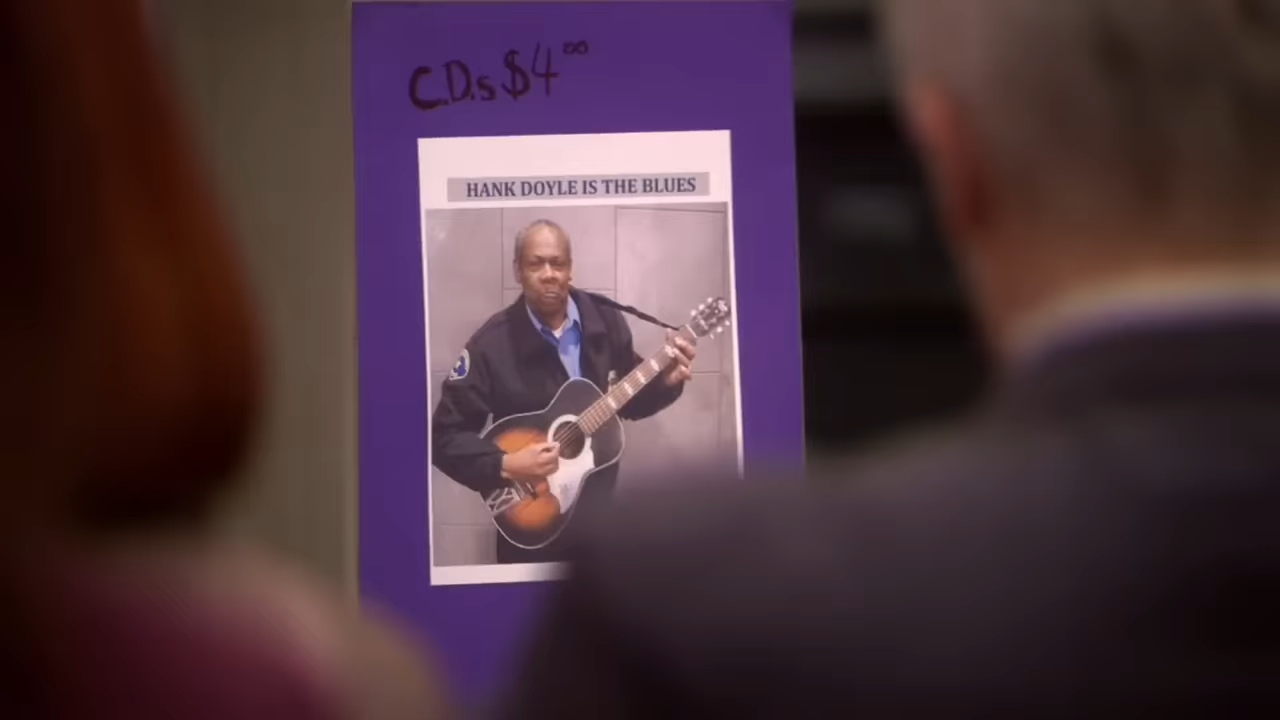 C.D.s $4⁰⁰
HANK DOYLE IS THE BLUES